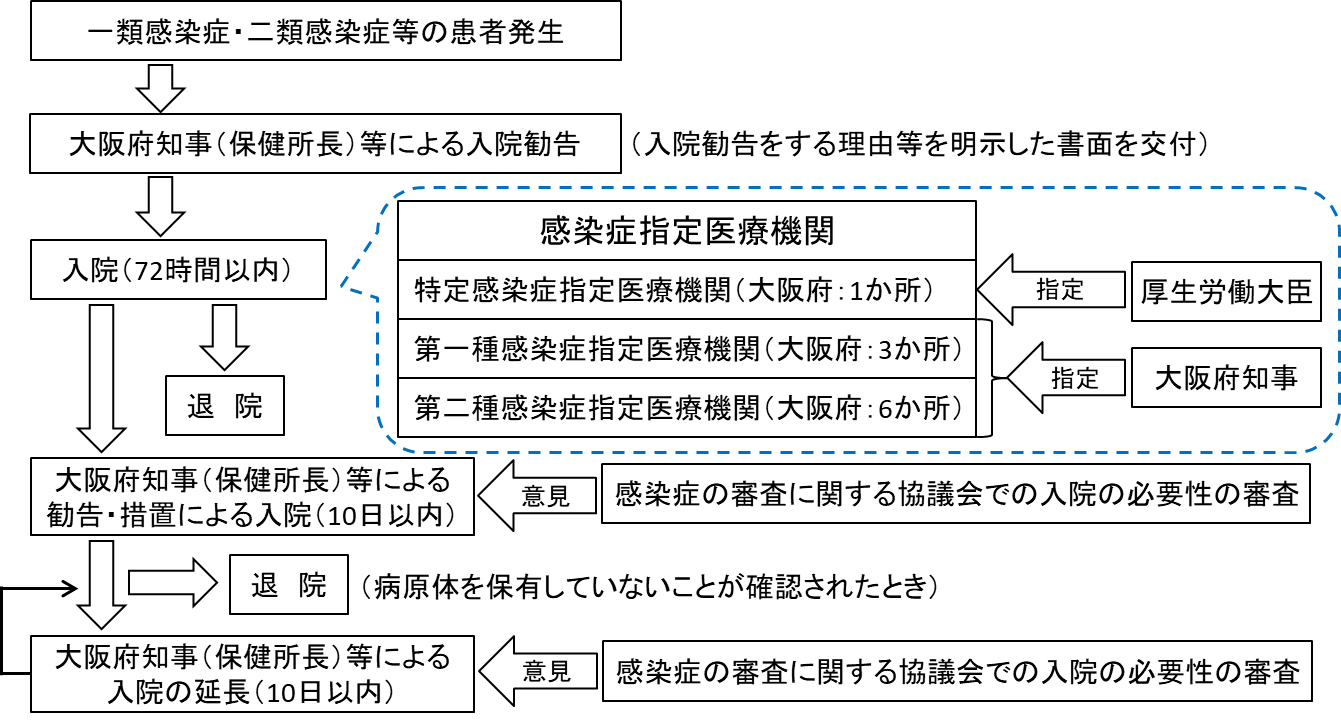 一類感染症・二類感染症等の患者発生
大阪府知事（保健所長）等による入院勧告
（入院勧告をする理由等を明示した書面を交付）
入院（72時間以内）
感染症指定医療機関
特定感染症指定医療機関（大阪府：1か所）
指定
厚生労働大臣
第一種感染症指定医療機関（大阪府：3か所）
第二種感染症指定医療機関（大阪府：6か所）
指定
大阪府知事
退　院
大阪府知事（保健所長）等による
勧告・措置による入院（10日以内）
意見
感染症の審査に関する協議会での入院の必要性の審査
退　院
（病原体を保有していないことが確認されたとき）
大阪府知事（保健所長）等による
入院の延長（10日以内）
意見
感染症の審査に関する協議会での入院の必要性の審査